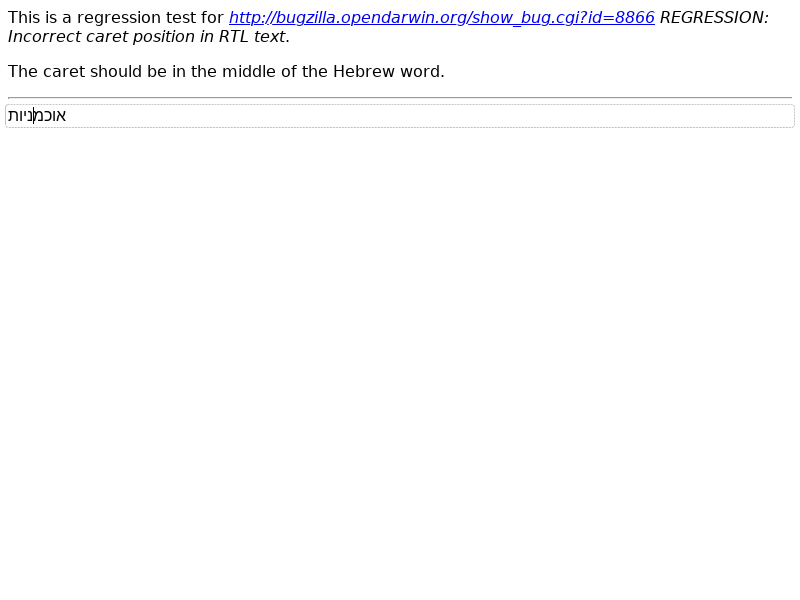 This is a regression test for http://bugzilla.opendarwin.org/show_bug.cgi?id=8866 REGRESSION:
Incorrect caret position in RTL text.
The caret should be in the middle of the Hebrew word.
אוכמניות